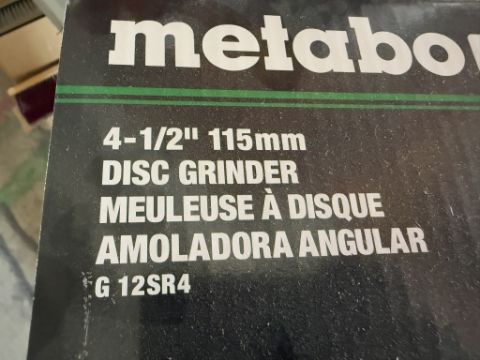 metabo
4-1/2" 115mm
DISC GRINDER
MEULEUSE À DISQUE
AMOLADORA ANGULAR
G 12SR4